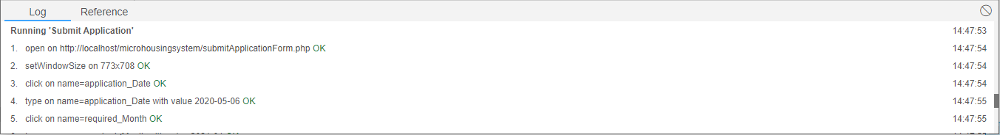 Log Reference
Running 'Submit Application' 14:47:53
1. open on http://localhost/microhousingsystem/submitApplicationForm.php OK 14:47:54
2. setWindowSize on 773x708 OK 14:47:54
3. click on name=application_Date OK 14:47:54
4. type on name=application_Date with value 2020-05-06 OK 14:47:55
5. click on name=required_Month OK 14:47:55